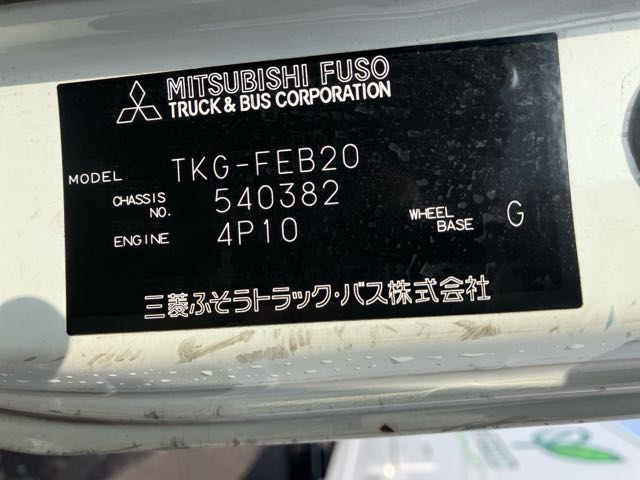 MITSUBISHI FUSO
TRUCK & BUS CORPORATION
MODEL TKG-FEB20
CHASSIS NO. 540382
ENGINE 4P10 WHEEL BASE G
三菱ふそうトラック・バス株式会社